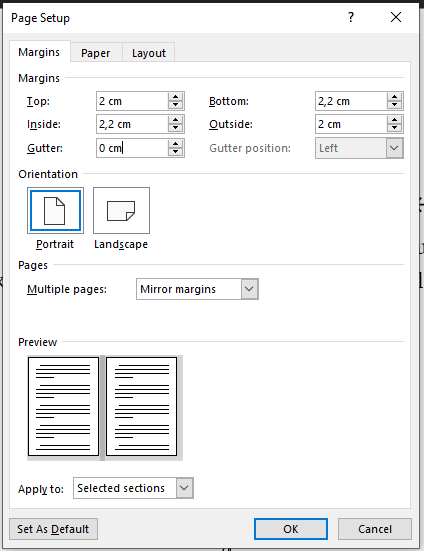 Page Setup ? ×
Margins Paper Layout
Margins
Top: 2 cm Bottom: 2,2 cm
Inside: 2,2 cm Outside: 2 cm
Gutter: 0 cm Gutter position: Left
Orientation
Portrait Landscape
Pages
Multiple pages: Mirror margins
Preview
Apply to: Selected sections
Set As Default OK Cancel